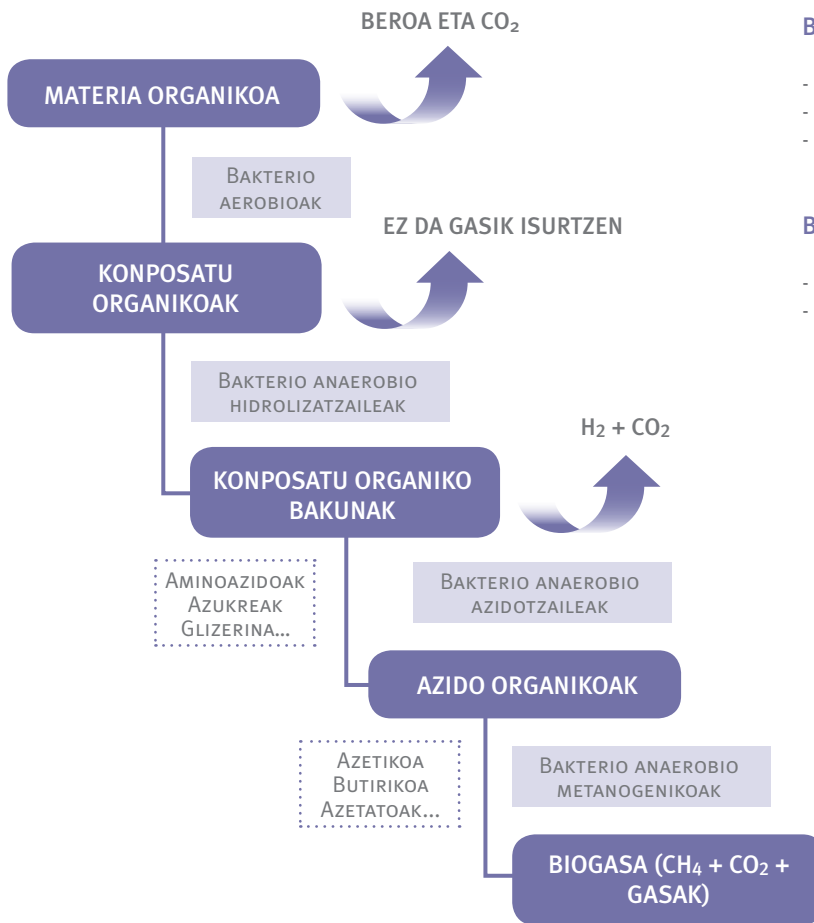 BEROA ETA CO₂
B
MATERIA ORGANIKOA
-
-
-
BAKTERIO
AEROBIOAK
EZ DA GASIK ISURTZEN
B
KONPOSATU
ORGANIKOAK
-
-
BAKTERIO ANAEROBIO
HIDROLIZATZAILEAK
H₂ + CO₂
KONPOSATU ORGANIKO
BAKUNAK
AMINOAZIDOAK
AZUKREAK
GLIZERINA...
BAKTERIO ANAEROBIO
AZIDOTZAILEAK
AZIDO ORGANIKOAK
AZETIKOA
BUTIRIKOA
AZETATOAK...
BAKTERIO ANAEROBIO
METANOGENIKOAK
BIOGASA (CH₄ + CO₂ +
GASAK)